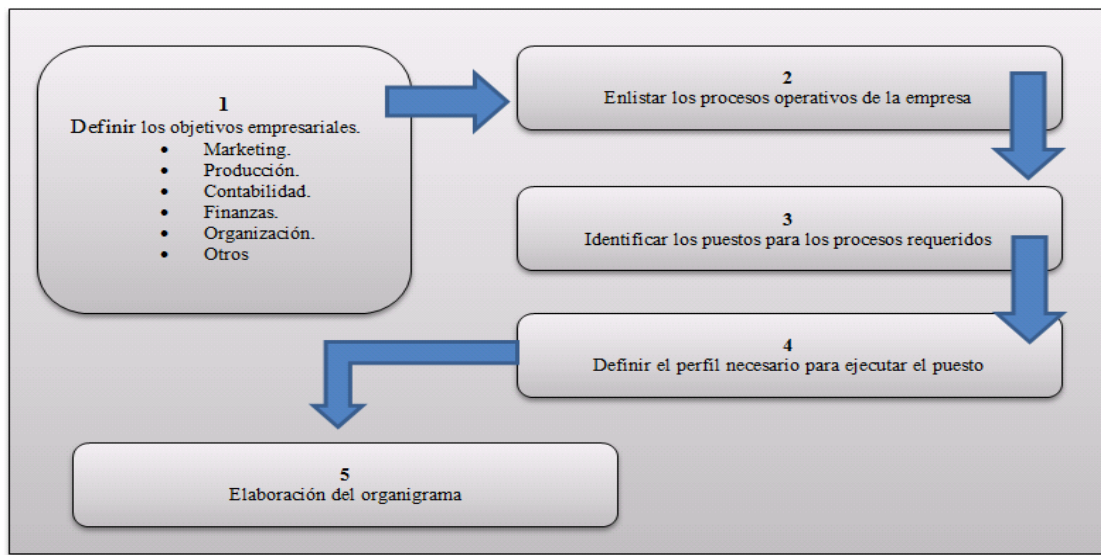 1
Definir los objetivos empresariales.
• Marketing.
• Producción.
• Contabilidad.
• Finanzas.
• Organización.
• Otros
2
Enlistar los procesos operativos de la empresa
3
Identificar los puestos para los procesos requeridos
4
Definir el perfil necesario para ejecutar el puesto
5
Elaboración del organigrama